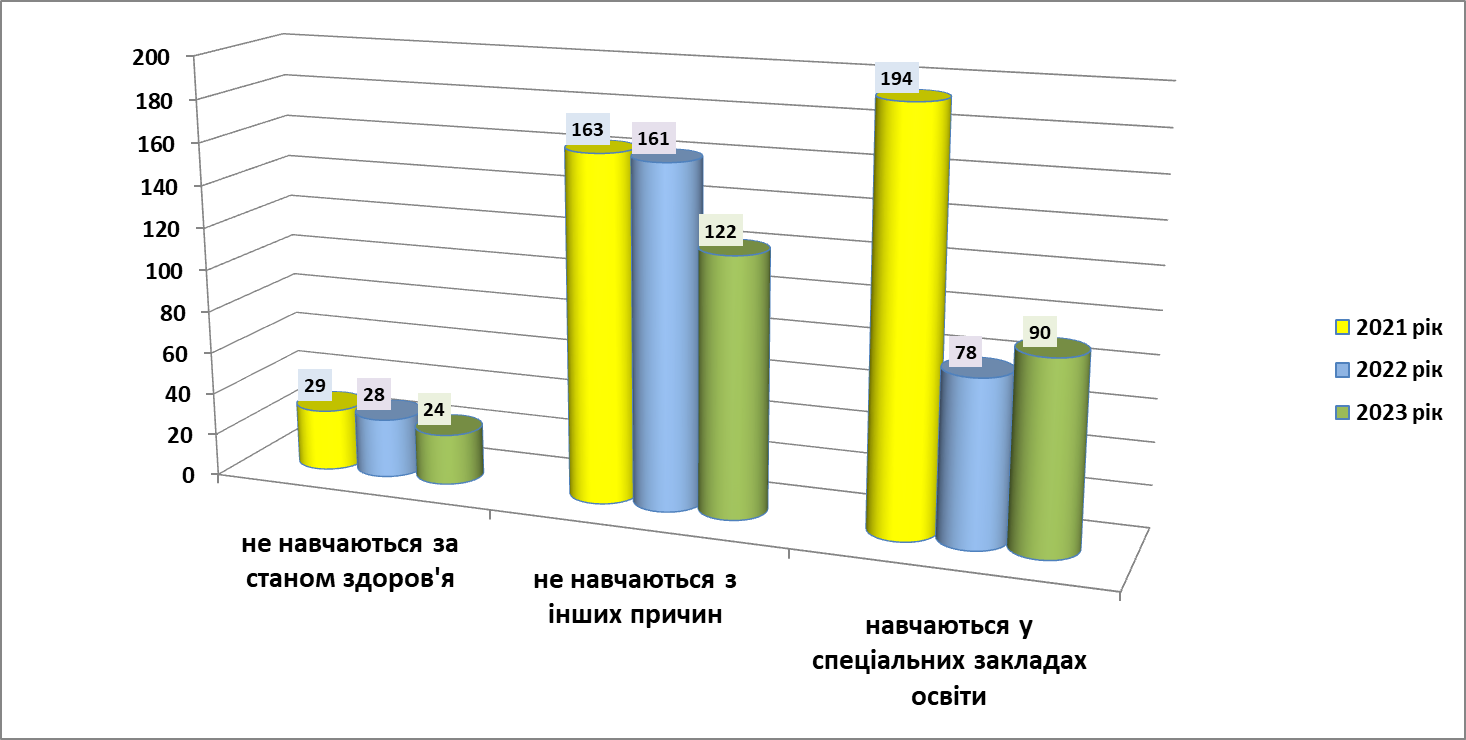 200
180
160
140
120
100
80
60
40
20
0
29
28
24
163
161
122
194
78
90
не навчаються за
станом здоров'я
не навчаються з
інших причин
навчаються у
спеціальних закладах
освіти
2021 рік
2022 рік
2023 рік